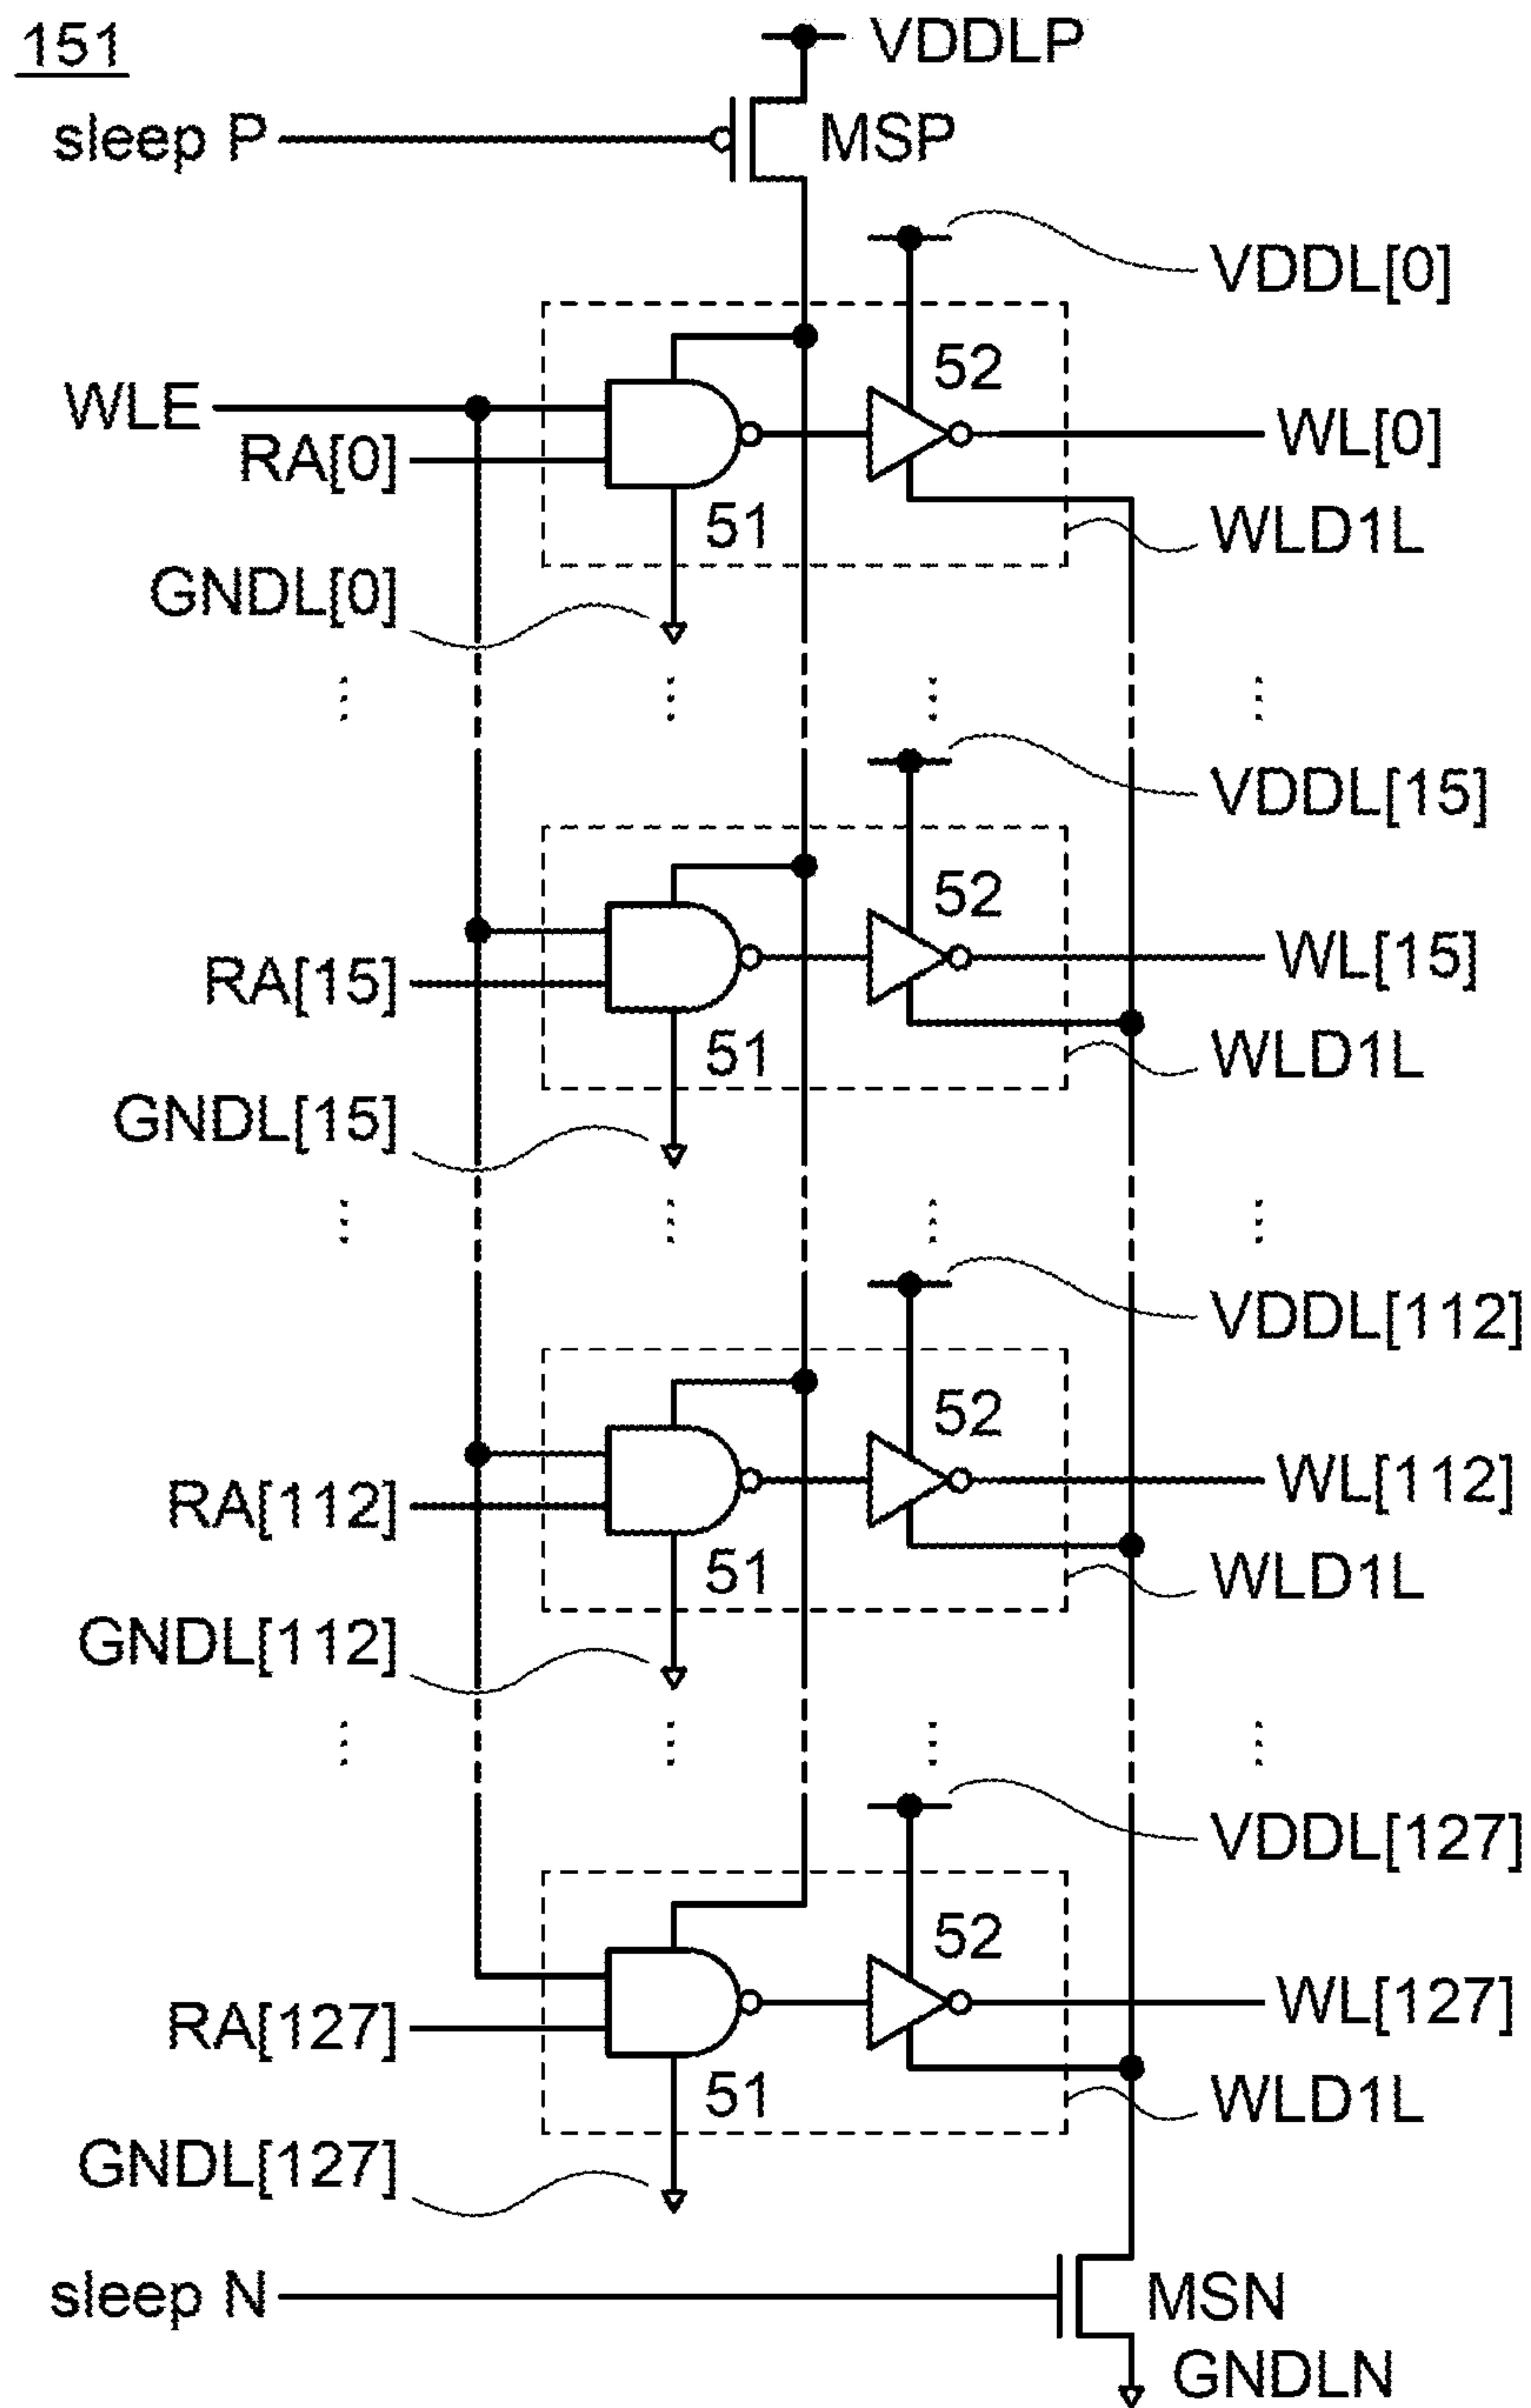 151
VDDLP
sleep P
MSP
VDDL[0]
52
WLE
WL[0]
RA[0]
51
WLD1L
GNDL[0]
VDDL[15]
52
WL[15]
RA[15]
51
WLD1L
GNDL[15]
VDDL[112]
52
WL[112]
RA[112]
51
WLD1L
GNDL[112]
VDDL[127]
52
WL[127]
RA[127]
51
WLD1L
GNDL[127]
sleep N
MSN
GNDLN